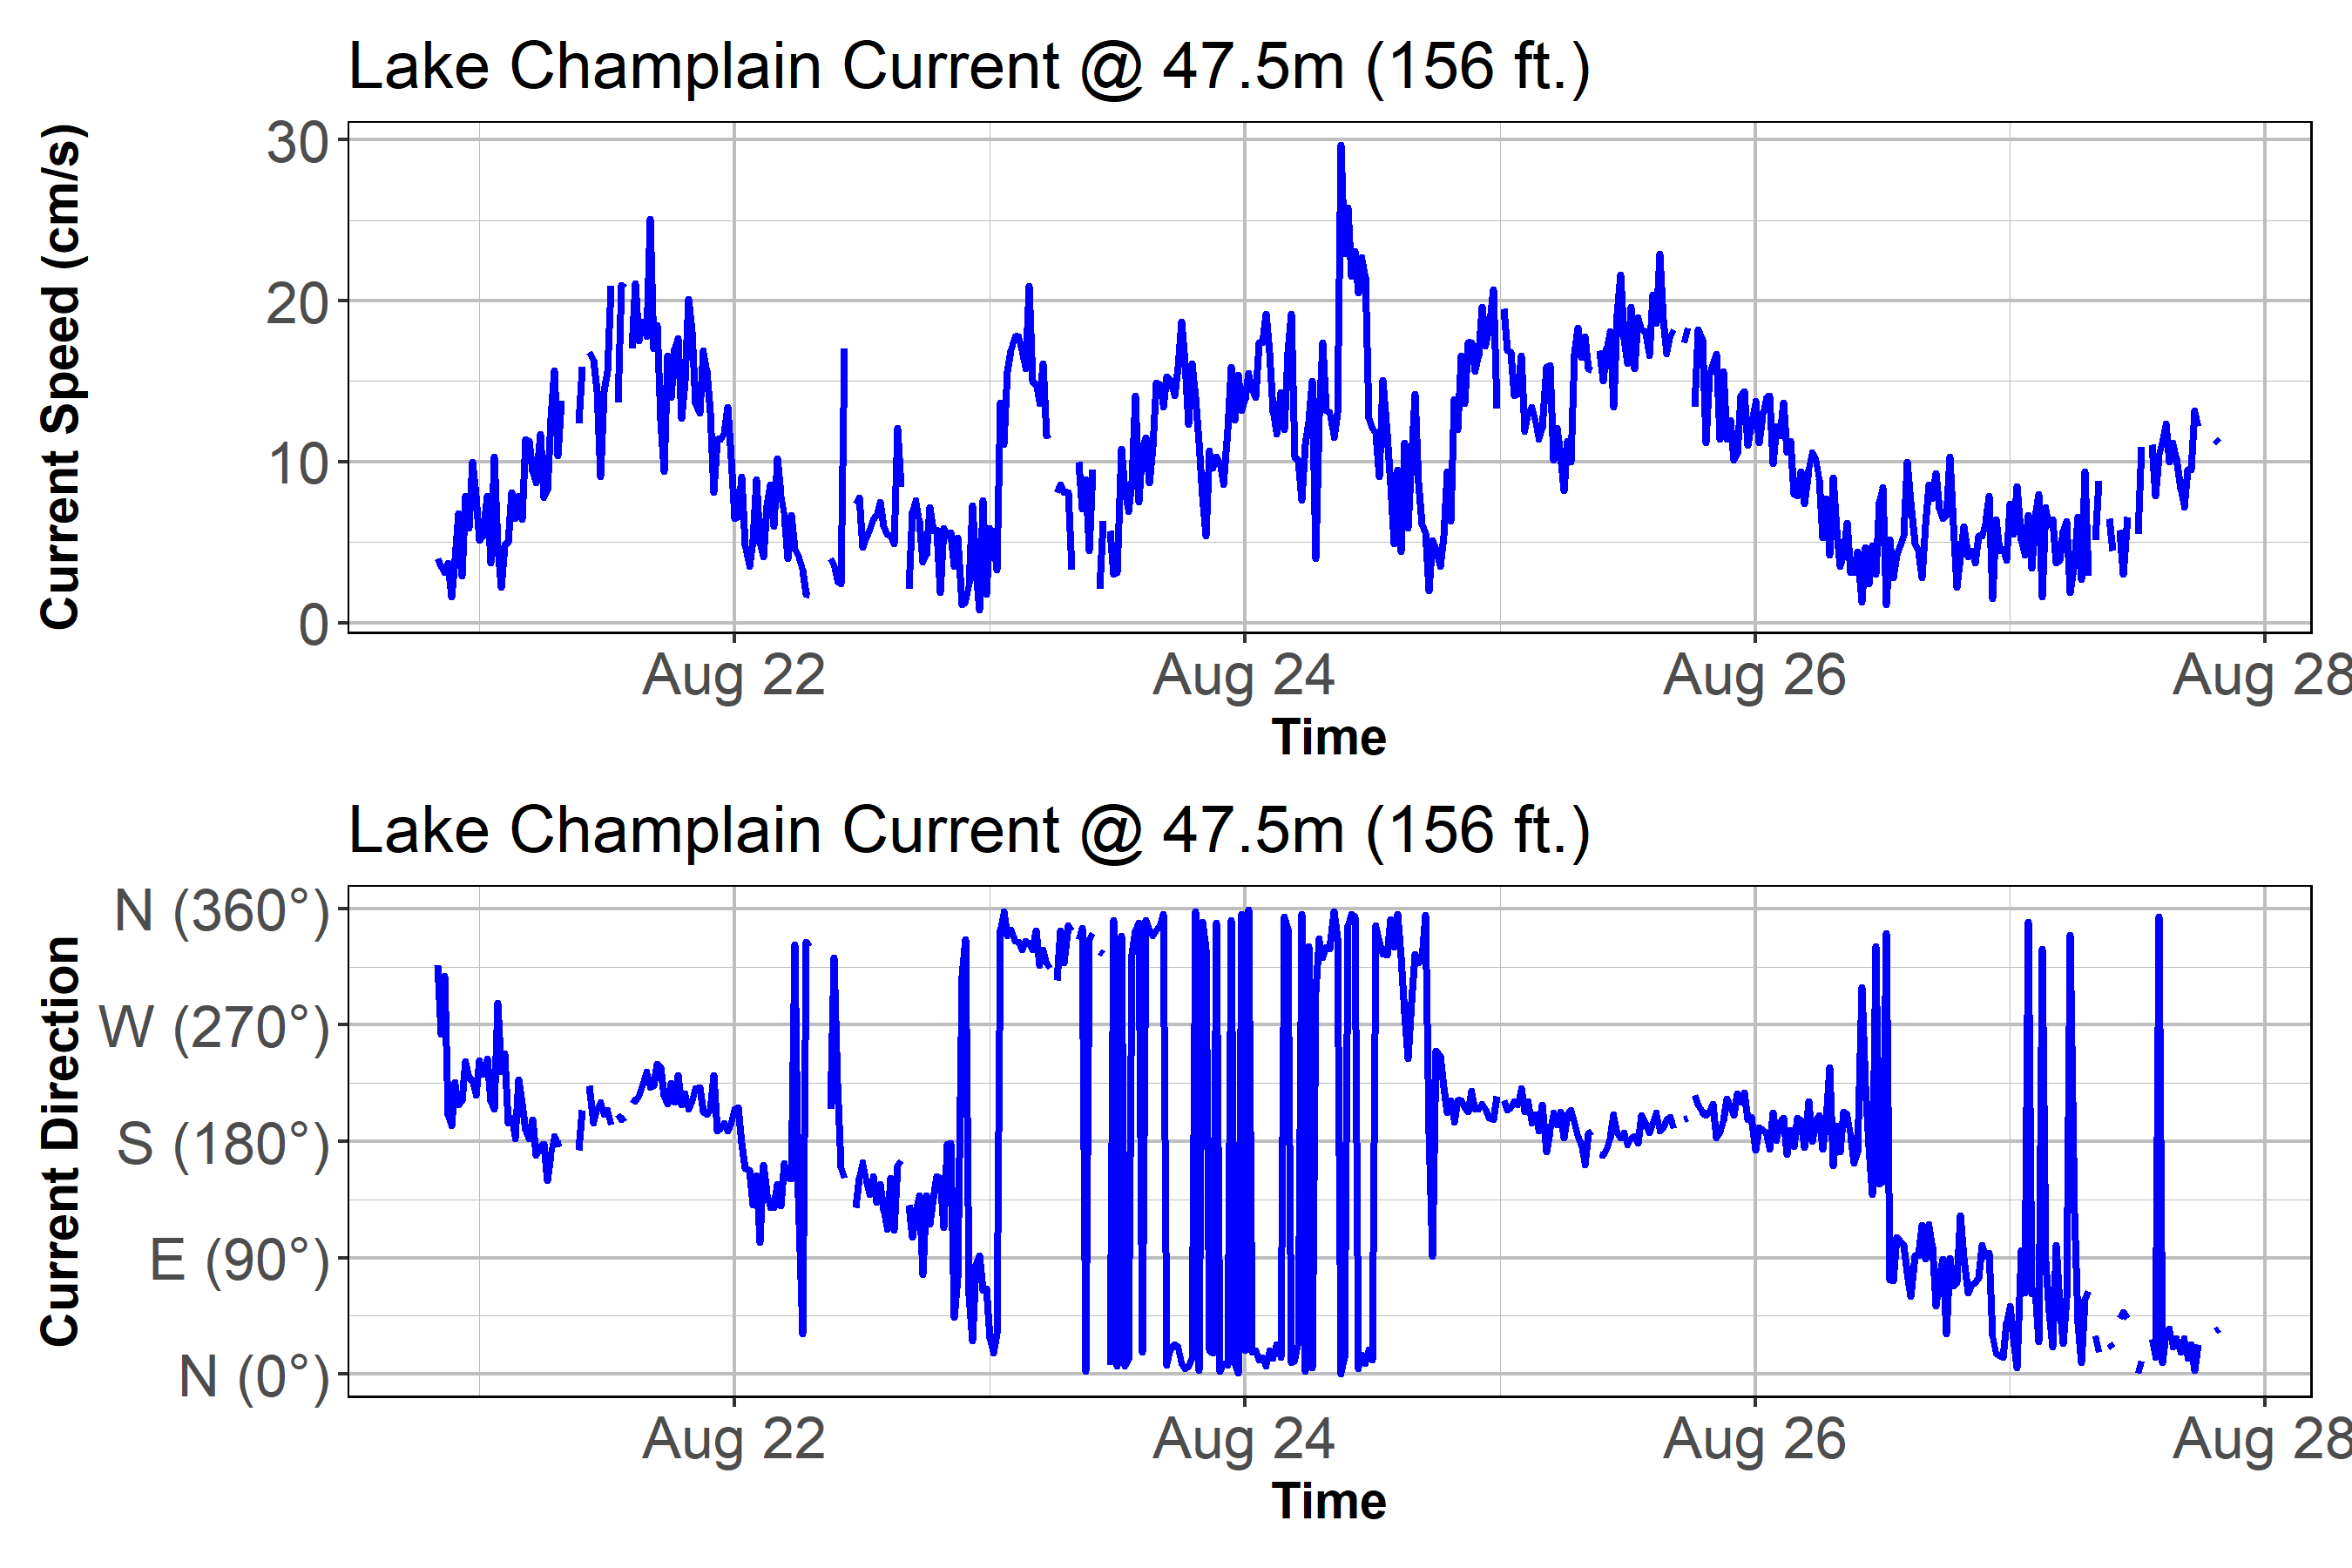 Lake Champlain Current @ 47.5m (156 ft.)
Current Speed (cm/s)
30
20
10
0
Aug 22 Aug 24 Aug 26 Aug 28
Time
Lake Champlain Current @ 47.5m (156 ft.)
Current Direction
N (360°)
W (270°)
S (180°)
E (90°)
N (0°)
Aug 22 Aug 24 Aug 26 Aug 28
Time